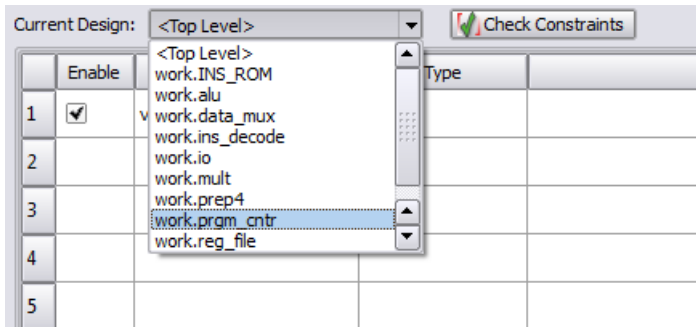 Current Design: <Top Level> Check Constraints
<Top Level>
Enable Type
work.INS_ROM
work.alu
1 v work.data_mux
work.ins_decode
work.io
2
work.mult
work.prep4
3 work.prgm_cntr
work.reg_file
4
5